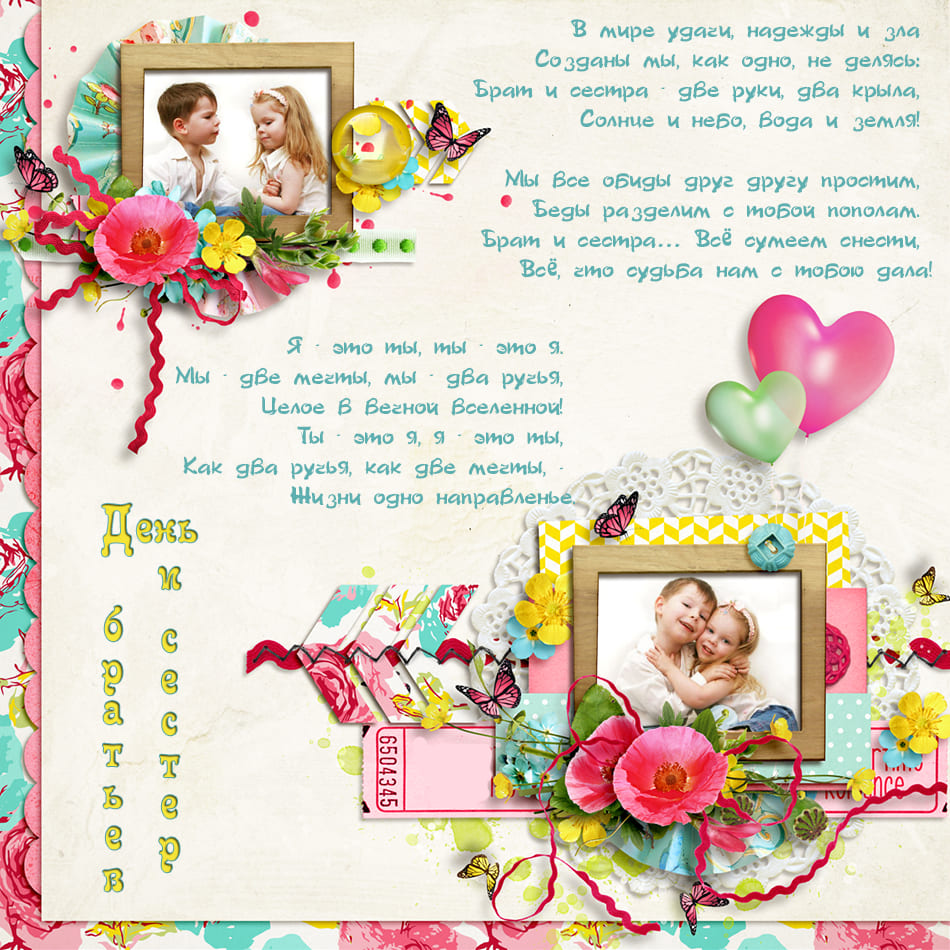 В мире удачи, надежды и зла
Созданы мы, как одно, не делясь:
Брат и сестра - две руки, два крыла,
Солнце и небо, вода и земля!
Мы все обиды друг другу простим,
Беды разделим с тобой пополам.
Брат и сестра... Всё сумеем снести,
Всё, что судьба нам с тобою дала!
Я - это ты, ты - это я.
Мы - две мечты, мы - два ручья,
Целое в вечной Вселенной!
Ты - это я, я - это ты,
Как два ручья, как две мечты, -
Жизни одно направленье.
День
и
братьев
сестер
6504345